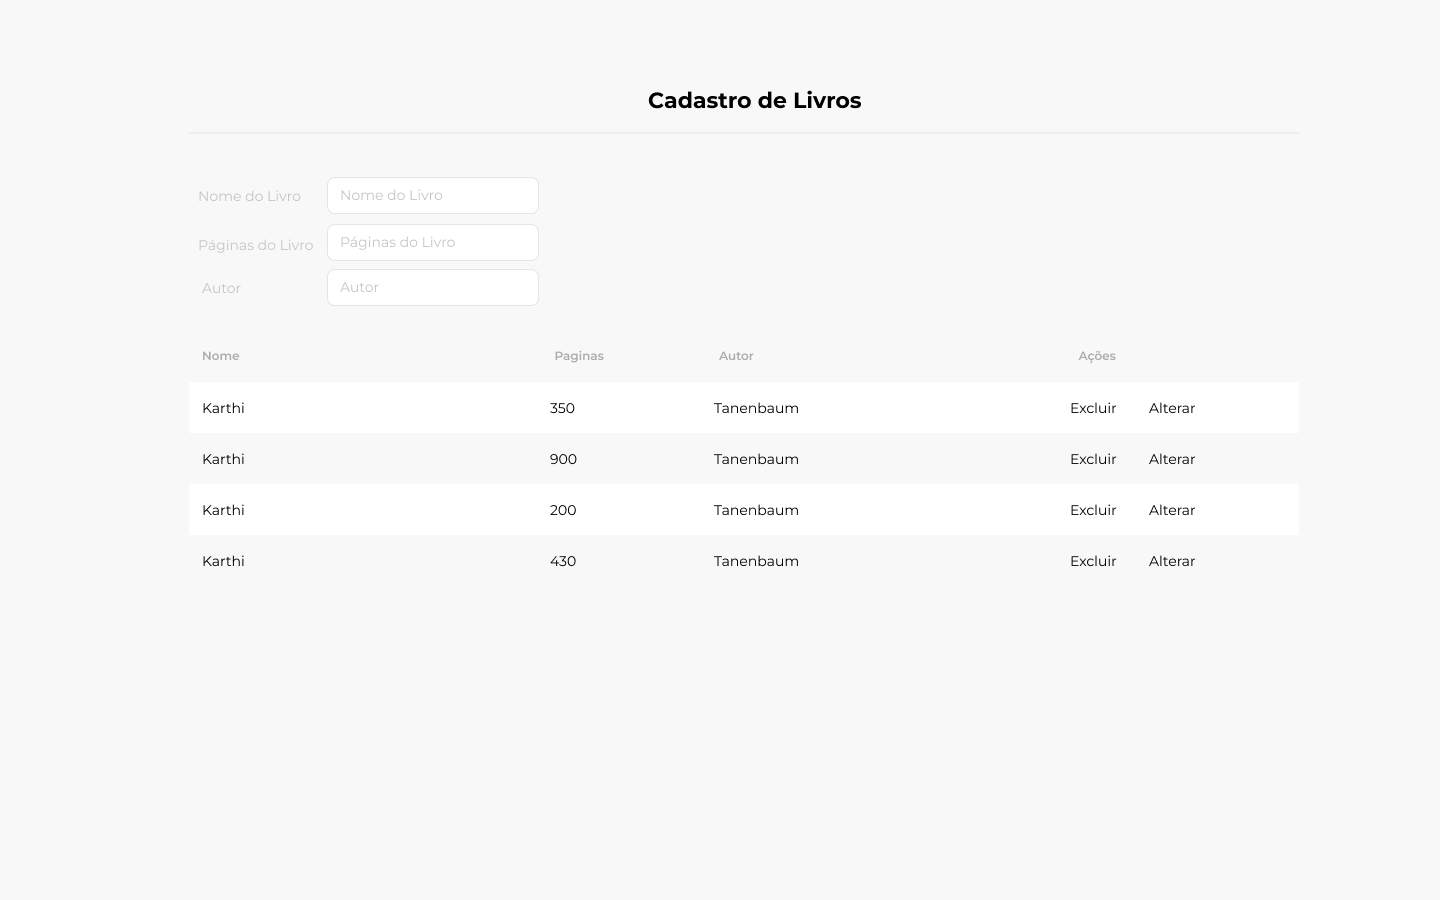 Cadastro de Livros
Nome do Livro Nome do Livro
Páginas do Livro Páginas do Livro
Autor Autor
Nome Paginas Autor Ações
Karthi 350 Tanenbaum Excluir Alterar
Karthi 900 Tanenbaum Excluir Alterar
Karthi 200 Tanenbaum Excluir Alterar
Karthi 430 Tanenbaum Excluir Alterar